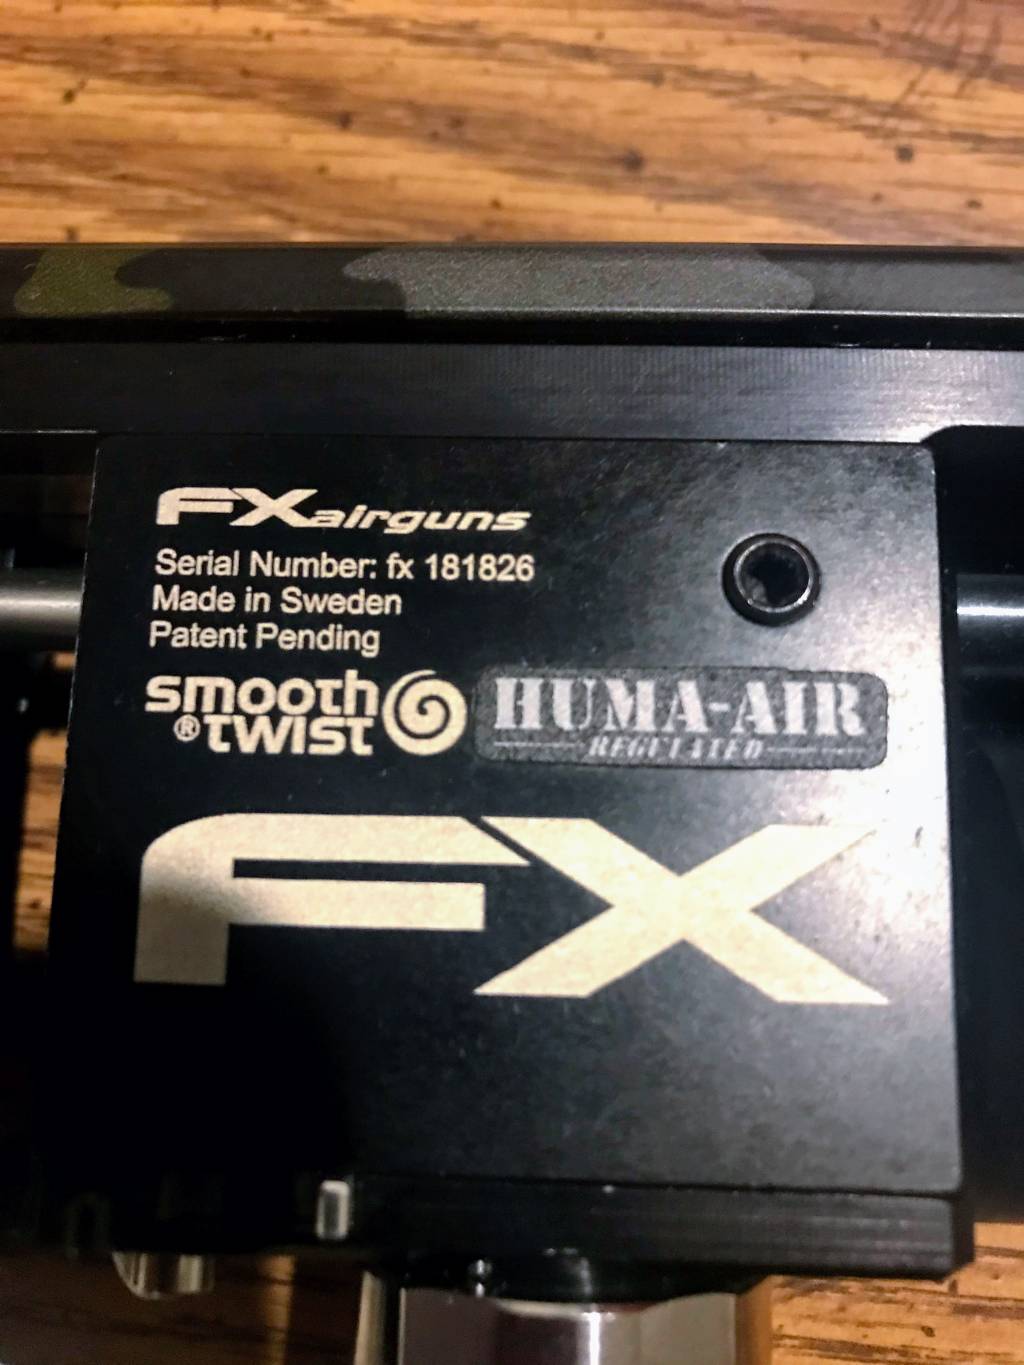 FXairguns
Serial Number: fx 181826
Made in Sweden
Patent Pending
smooth
®TWIST
HUMA-AIR
REGULATED
FX